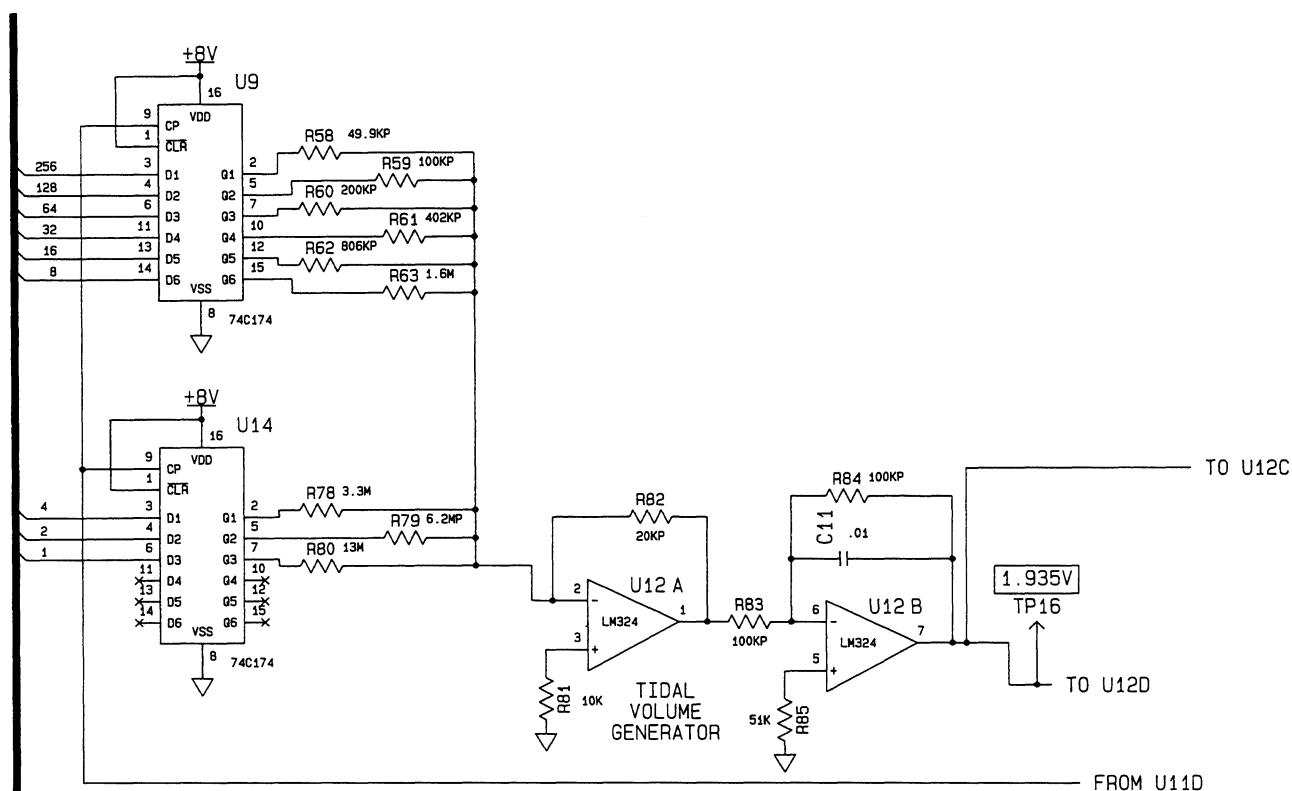 +8V
U9
16
VDD
9
CP
1
CLR
R58 49.9KP
256
3
D1
Q1
2
R59 100KP
128
4
D2
Q2
5
R60 200KP
64
6
D3
Q3
7
R61 402KP
32
11
D4
Q4
10
R62 806KP
16
13
D5
Q5
12
R63 1.6M
8
14
D6
Q6
15
VSS
8
74C174
+8V
U14
16
VDD
9
CP
1
CLR
R78 3.3M
4
3
D1
Q1
2
R79 6.2MP
2
4
D2
Q2
5
R80 13M
1
6
D3
Q3
7
11
D4
Q4
10
13
D5
Q5
12
14
D6
Q6
15
VSS
8
74C174
R82
20KP
U12 A
2
-
LM324
1
3
+
R81
10K
TIDAL
VOLUME
GENERATOR
R83
100KP
R84 100KP
C11
.01
U12 B
6
-
LM324
7
5
+
51K
R85
TO U12C
1.935V
TP16
TO U12D
FROM U11D